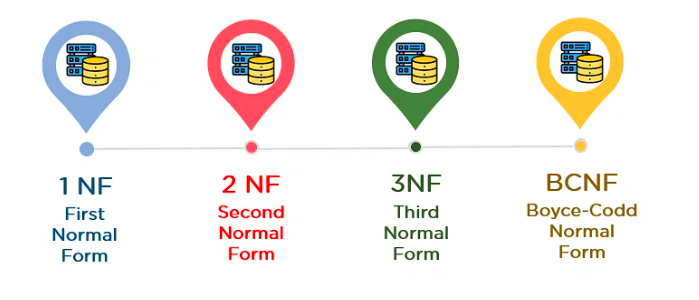 1 NF
First
Normal
Form
2 NF
Second
Normal
Form
3NF
Third
Normal
Form
BCNF
Boyce-Codd
Normal
Form